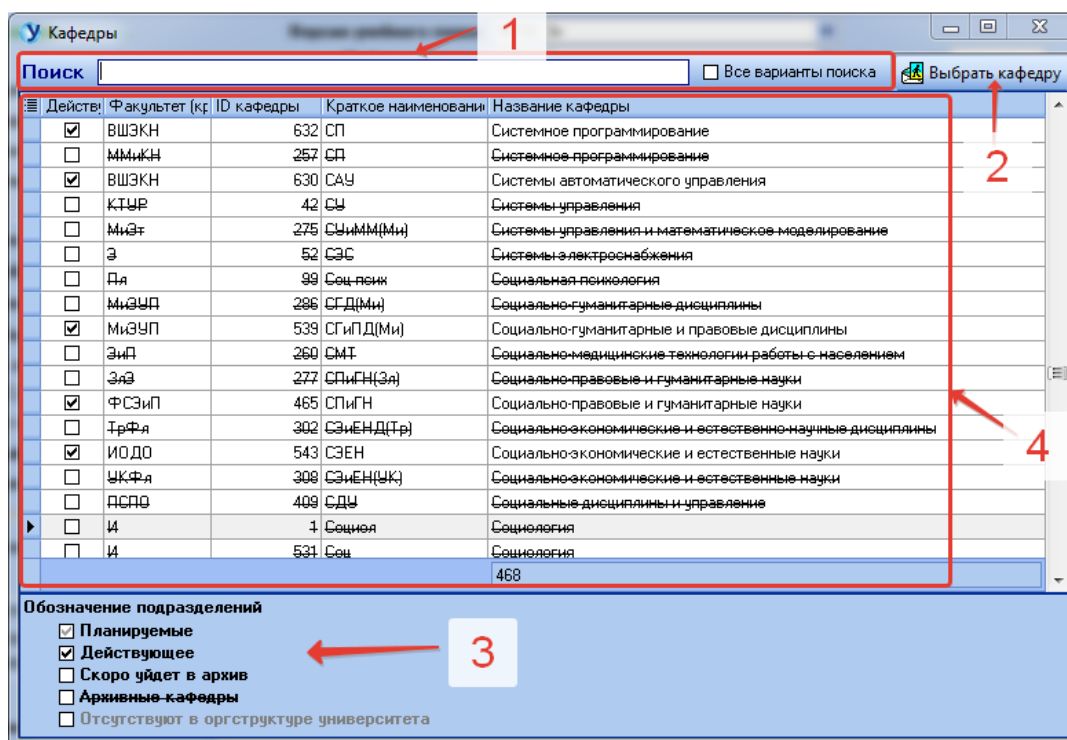 Кафедры
1
Поиск Все варианты поиска Выбрать кафедру
Действу Факультет (кр ID кафедры Краткое наименовани Название кафедры
ВШЭКН 632 СП Системное программирование
ММиКН 257 СП Системное программирование
2
ВШЭКН 630 САУ Системы автоматического управления
КТУР 42 СУ Системы управления
МиЭт 275 СУиММ(Ми) Системы управления и математическое моделирование
Э 52 СЭС Системы электроснабжения
Пл 99 Соц псих Социальная психология
МиЭУП 286 СГД(Ми) Социально-гуманитарные дисциплины
МиЭУП 539 СГиПД(Ми) Социально-гуманитарные и правовые дисциплины
ЭиП 260 СМТ Социально-медицинские технологии работы с населением
ЗлЭ 277 СПиГН(Зл) Социально-правовые и гуманитарные науки
ФСЭиП 465 СПиГН Социально-правовые и гуманитарные науки
ТрФл 302 СЭиЕНД(Тр) Социально-экономические и естественно-научные дисциплины
4
ИОДО 543 СЭЕН Социально-экономические и естественные науки
УКФл 308 СЭиЕН(УК) Социально-экономические и естественные науки
ПСПО 409 СДУ Социальные дисциплины и управление
И 1 Социол Социология
И 531 Соц Социология
468
Обозначение подразделений
Планируемые
Действующее
3
Скоро уйдет в архив
Архивные кафедры
Отсутствуют в оргструктуре университета